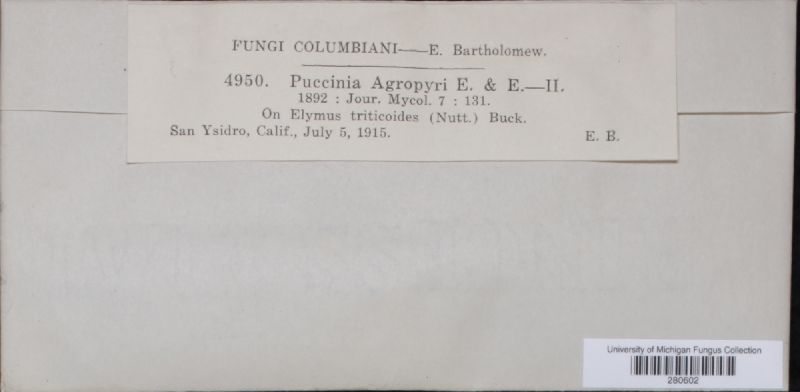 FUNGI COLUMBIANI——E. Bartholomew.
4950. Puccinia Agropyri E. & E.—II.
1892 : Jour. Mycol. 7 : 131.
On Elymus triticoides (Nutt.) Buck.
San Ysidro, Calif., July 5, 1915. E. B.
University of Michigan Fungus Collection
280602